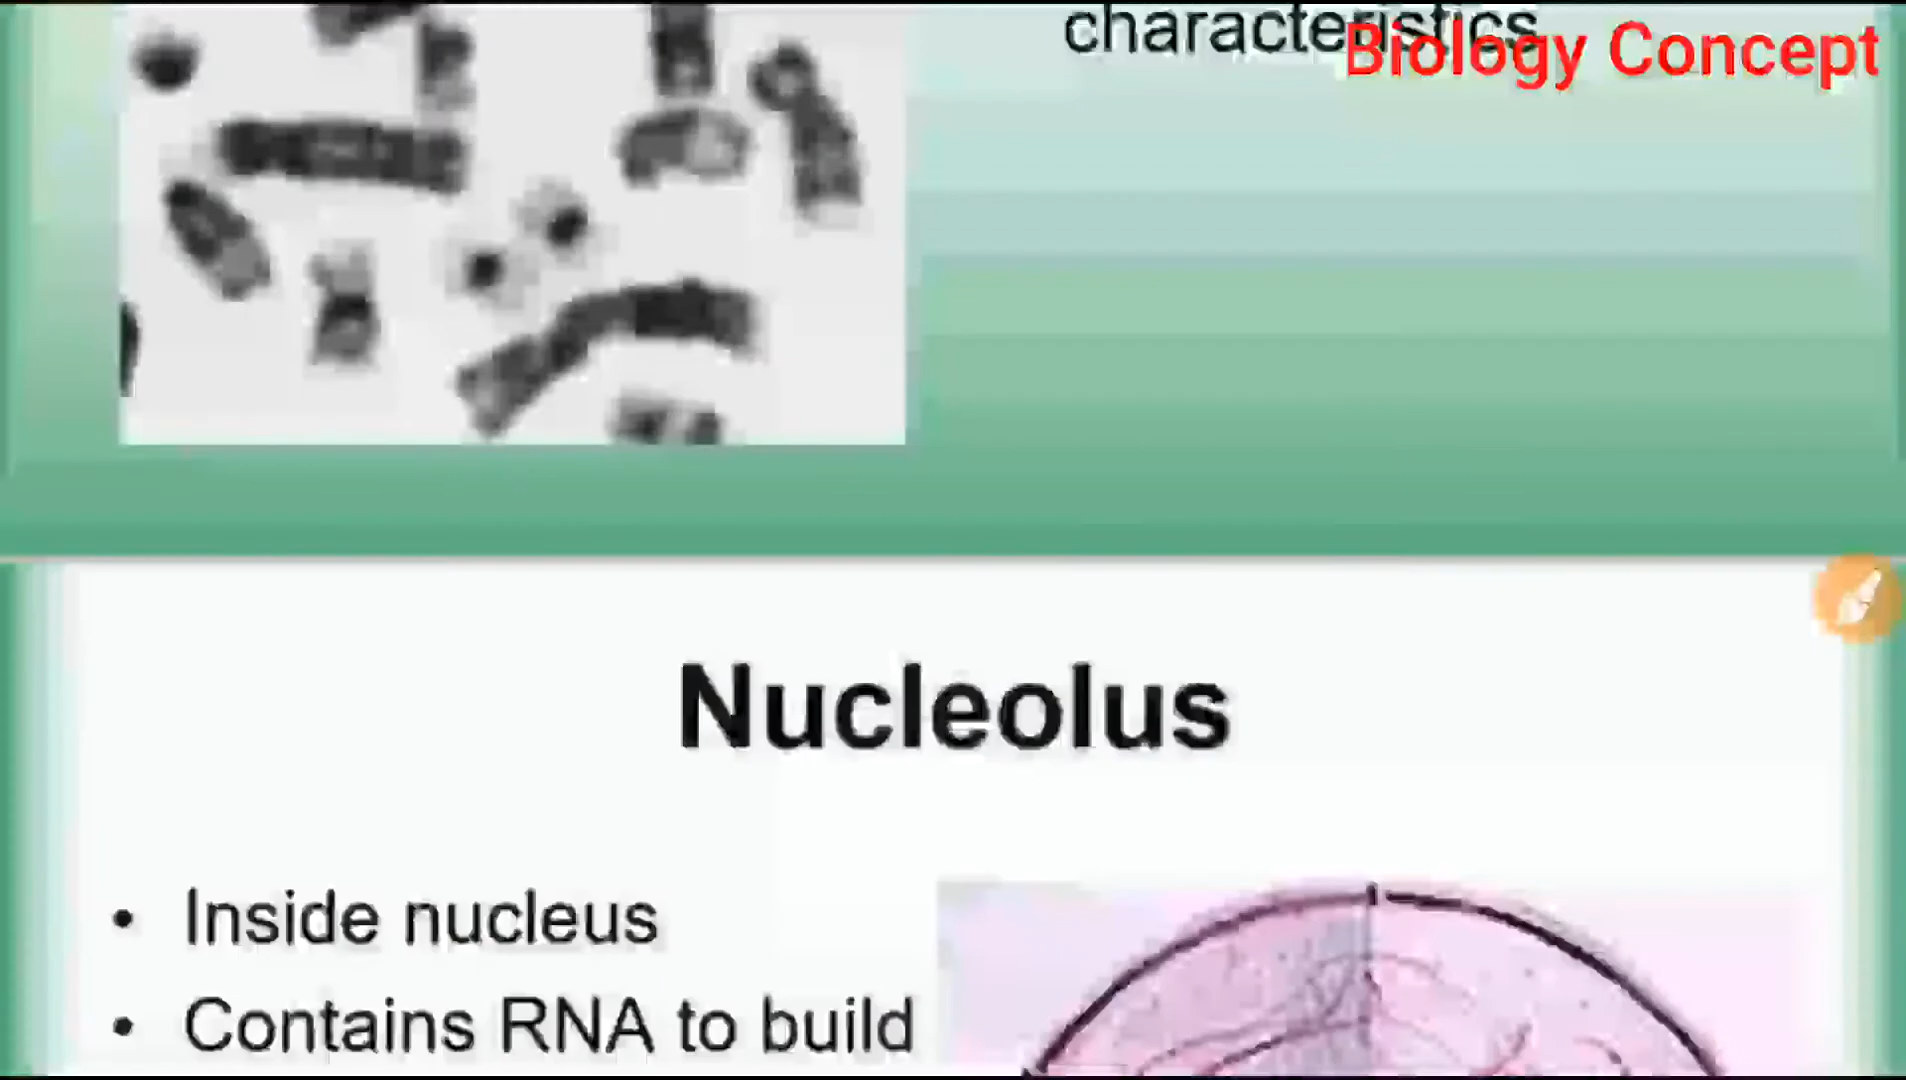 characteristics
Biology Concept
Nucleolus
• Inside nucleus
• Contains RNA to build